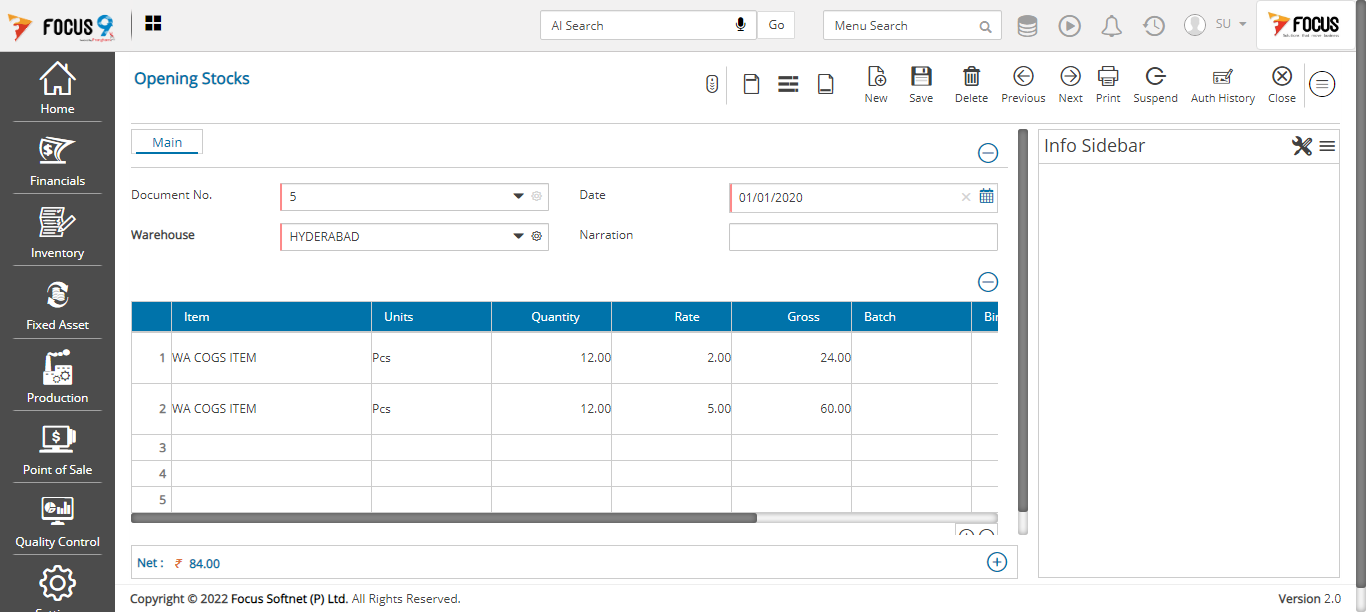 FOCUS 9
AI Search
Go
Menu Search
SU
FOCUS
Home
Financials
Inventory
Fixed Asset
Production
Point of Sale
Quality Control
Opening Stocks
New Save Delete Previous Next Print Suspend Auth History Close
Main
Document No. 5 Date 01/01/2020
Warehouse HYDERABAD Narration
Item Units Quantity Rate Gross Batch
1 WA COGS ITEM Pcs 12.00 2.00 24.00
2 WA COGS ITEM Pcs 12.00 5.00 60.00
3
4
5
Net : ₹ 84.00
Info Sidebar
Copyright © 2022 Focus Softnet (P) Ltd. All Rights Reserved.
Version 2.0